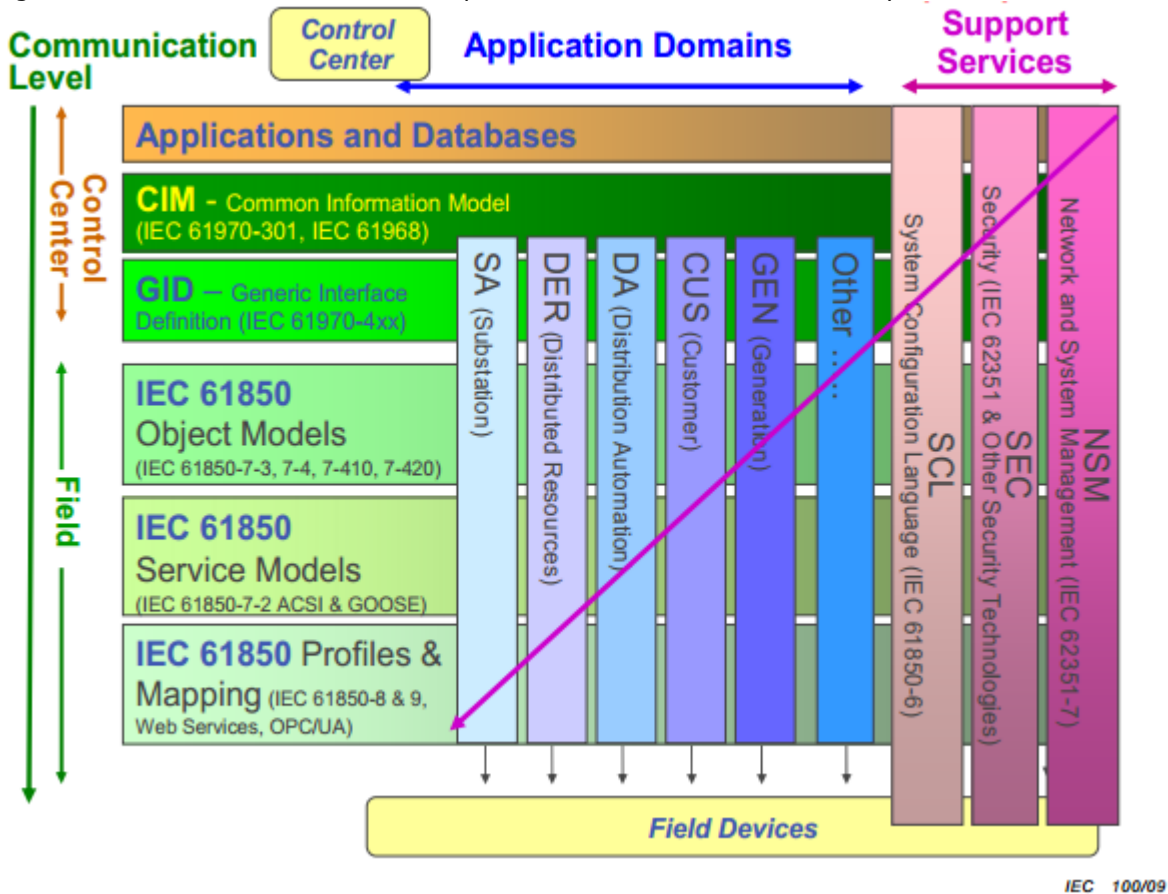 Communication
Level
Control
Center
Application Domains
Support
Services
Control
Center
Field
Applications and Databases
CIM - Common Information Model
(IEC 61970-301, IEC 61968)
GID – Generic Interface
Definition (IEC 61970-4xx)
IEC 61850
Object Models
(IEC 61850-7-3, 7-4, 7-410, 7-420)
IEC 61850
Service Models
(IEC 61850-7-2 ACSI & GOOSE)
IEC 61850 Profiles &
Mapping (IEC 61850-8 & 9,
Web Services, OPC/UA)
SA (Substation)
DER (Distributed Resources)
DA (Distribution Automation)
CUS (Customer)
GEN (Generation)
Other .....
SCL
System Configuration Language (IEC 61850-6)
SEC
Security (IEC 62351 & Other Security Technologies)
NSM
Network and System Management (IEC 62351-7)
Field Devices
IEC 100/09